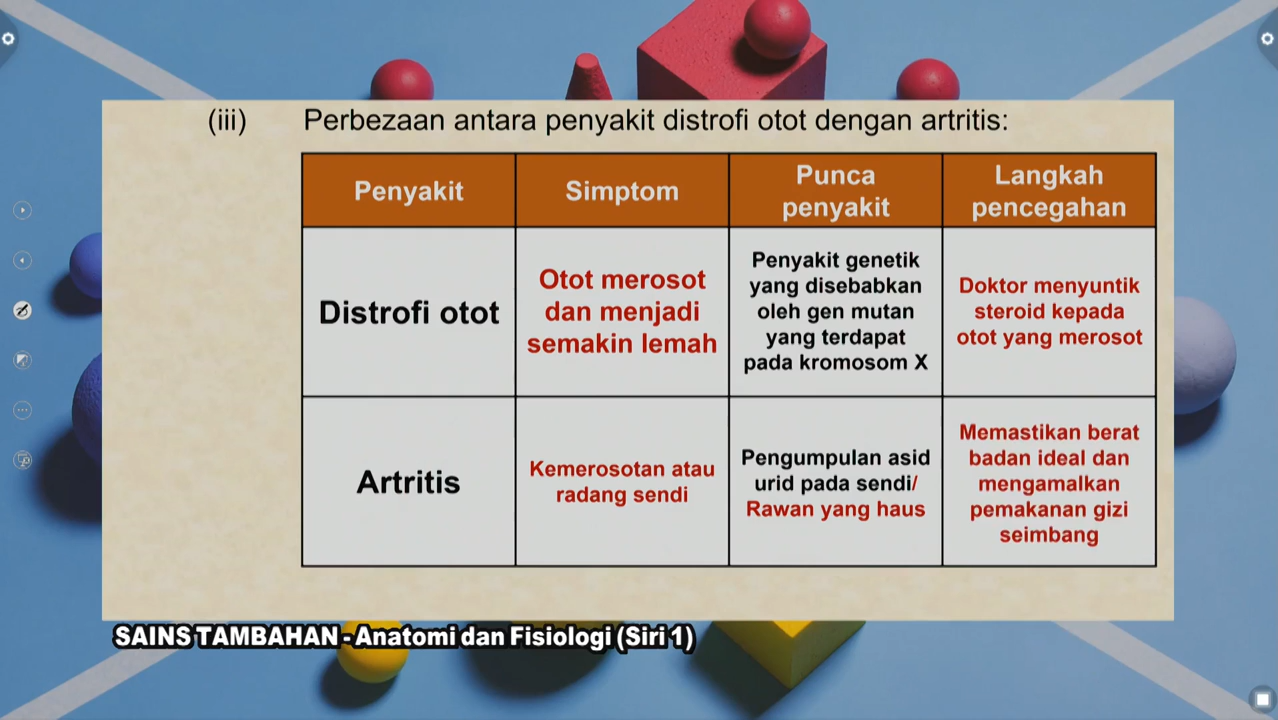 (iii) Perbezaan antara penyakit distrofi otot dengan artritis:
Penyakit
Simptom
Punca
penyakit
Langkah
pencegahan
Distrofi otot
Otot merosot
dan menjadi
semakin lemah
Penyakit genetik
yang disebabkan
oleh gen mutan
yang terdapat
pada kromosom X
Doktor menyuntik
steroid kepada
otot yang merosot
Artritis
Kemerosotan atau
radang sendi
Pengumpulan asid
urid pada sendi/
Rawan yang haus
Memastikan berat
badan ideal dan
mengamalkan
pemakanan gizi
seimbang
SAINS TAMBAHAN - Anatomi dan Fisiologi (Siri 1)